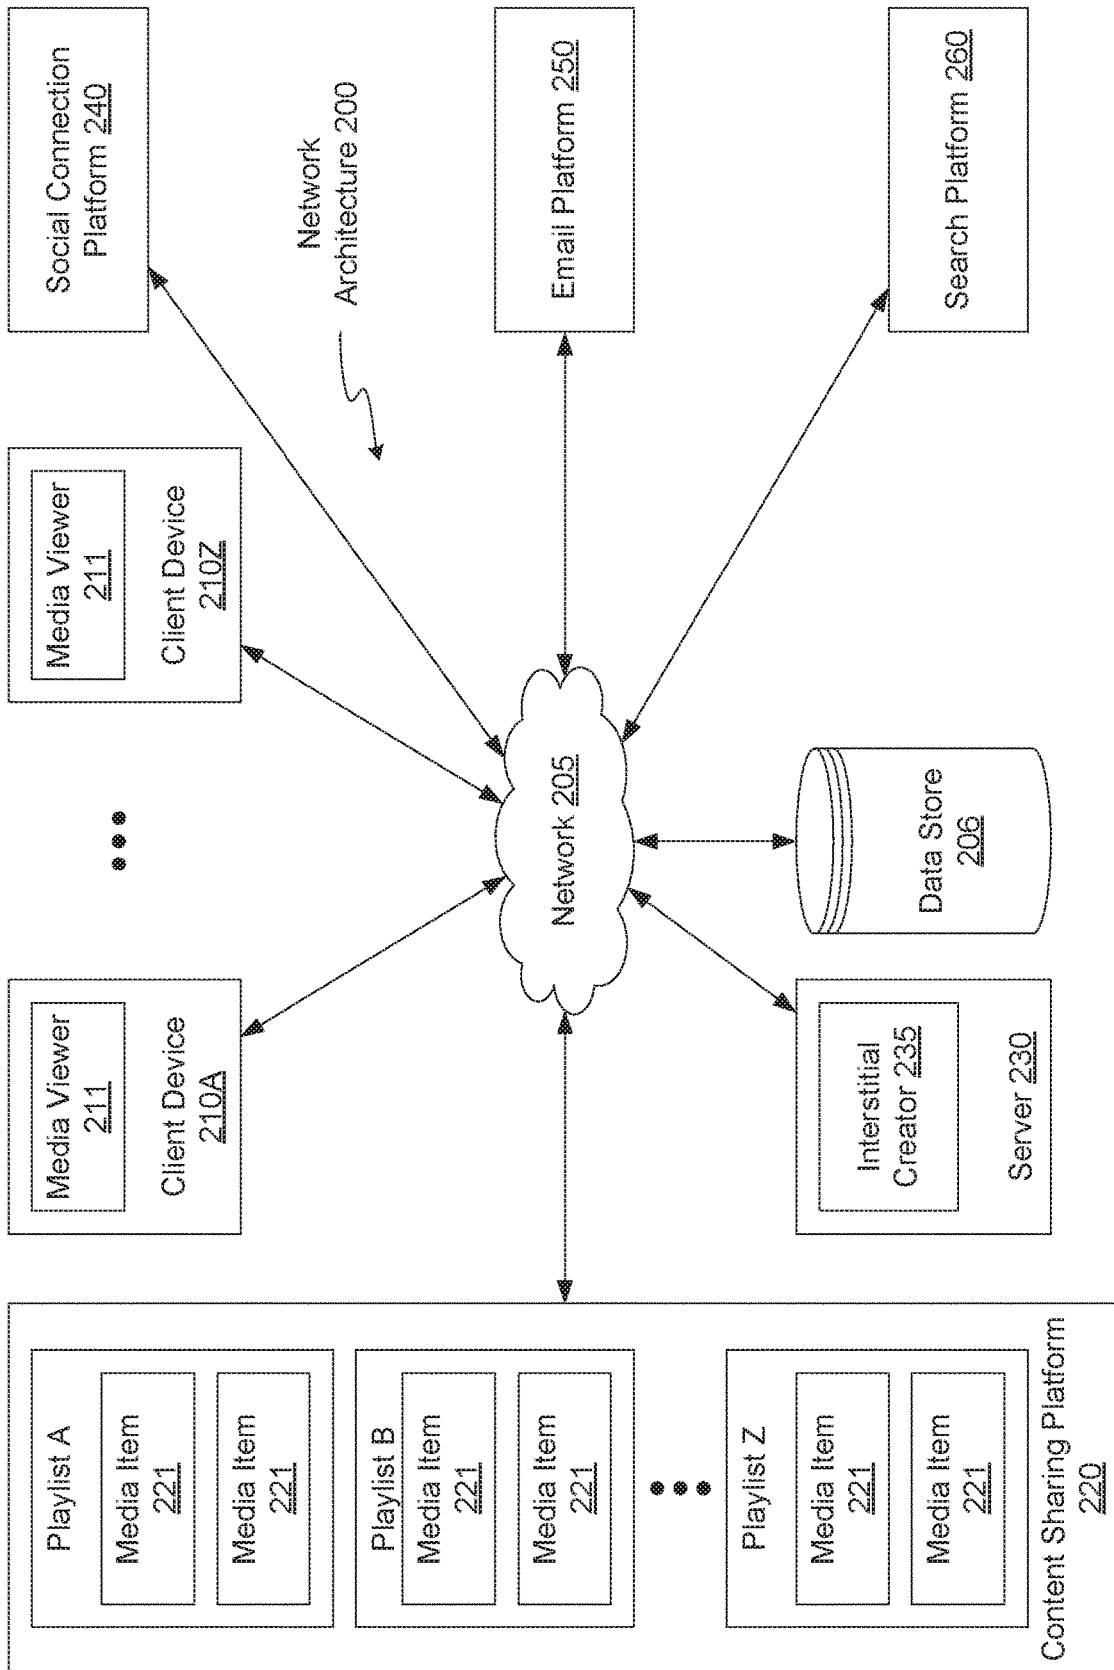 Playlist A
Media Item
221
Media Item
221
Playlist B
Media Item
221
Media Item
221
Playlist Z
Media Item
221
Media Item
221
Content Sharing Platform
220
Media Viewer
211
Client Device
210A
Media Viewer
211
Client Device
210Z
Social Connection
Platform 240
Network
Architecture 200
Network 205
Email Platform 250
Interstitial
Creator 235
Server 230
Data Store
206
Search Platform 260